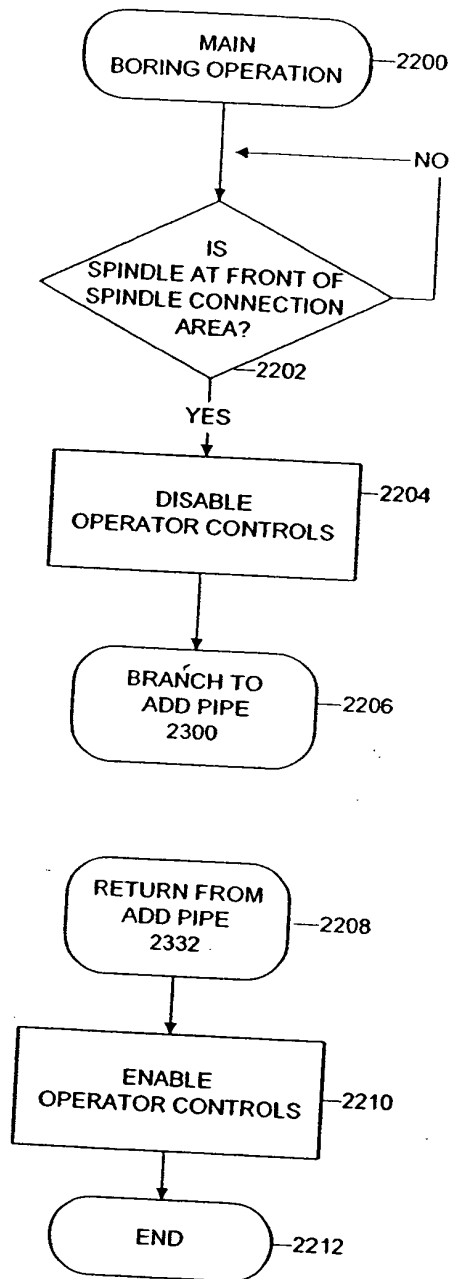 MAIN
BORING OPERATION
2200
NO
IS
SPINDLE AT FRONT OF
SPINDLE CONNECTION
AREA?
2202
YES
DISABLE
OPERATOR CONTROLS
2204
BRANCH TO
ADD PIPE
2300
2206
RETURN FROM
ADD PIPE
2332
2208
ENABLE
OPERATOR CONTROLS
2210
END
2212